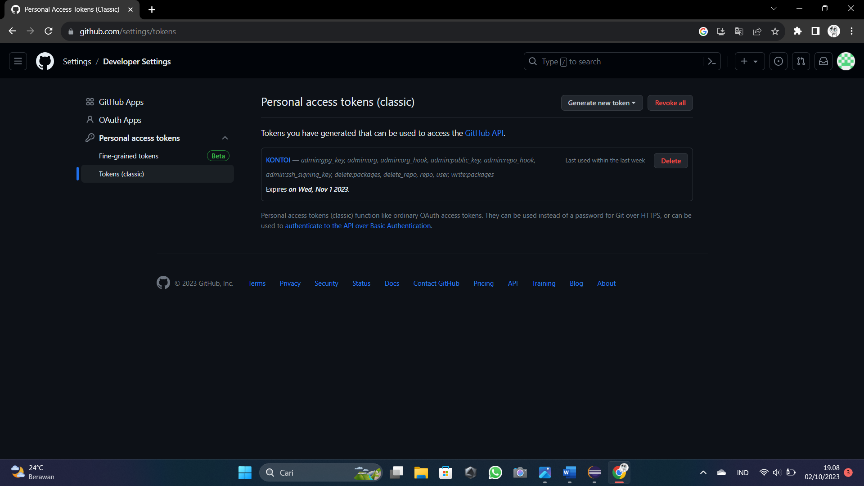 Personal Access Tokens (Classic)
github.com/settings/tokens
Settings / Developer Settings
Type / to search
GitHub Apps
OAuth Apps
Personal access tokens
Fine-grained tokens Beta
Tokens (classic)
Personal access tokens (classic)
Generate new token
Revoke all
Tokens you have generated that can be used to access the GitHub API.
KONTOl — admin:gpg_key, admin:org, admin:org_hook, admin:public_key, admin:repo_hook,
admin:ssh_signing_key, delete:packages, delete_repo, repo, user, write:packages
Last used within the last week
Delete
Expires on Wed, Nov 1 2023.
Personal access tokens (classic) function like ordinary OAuth access tokens. They can be used instead of a password for Git over HTTPS, or can be
used to authenticate to the API over Basic Authentication.
© 2023 GitHub, Inc. Terms Privacy Security Status Docs Contact GitHub Pricing API Training Blog About
24°C
Berawan
Cari
IND
19.08
02/10/2023